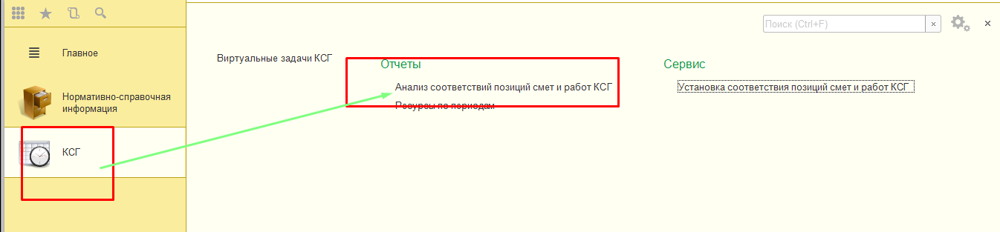 Поиск (Ctrl+F)
Главное
Нормативно-справочная
информация
КСГ
Виртуальные задачи КСГ
Отчеты
Анализ соответствий позиций смет и работ КСГ
Ресурсы по периодам
Сервис
Установка соответствия позиций смет и работ КСГ